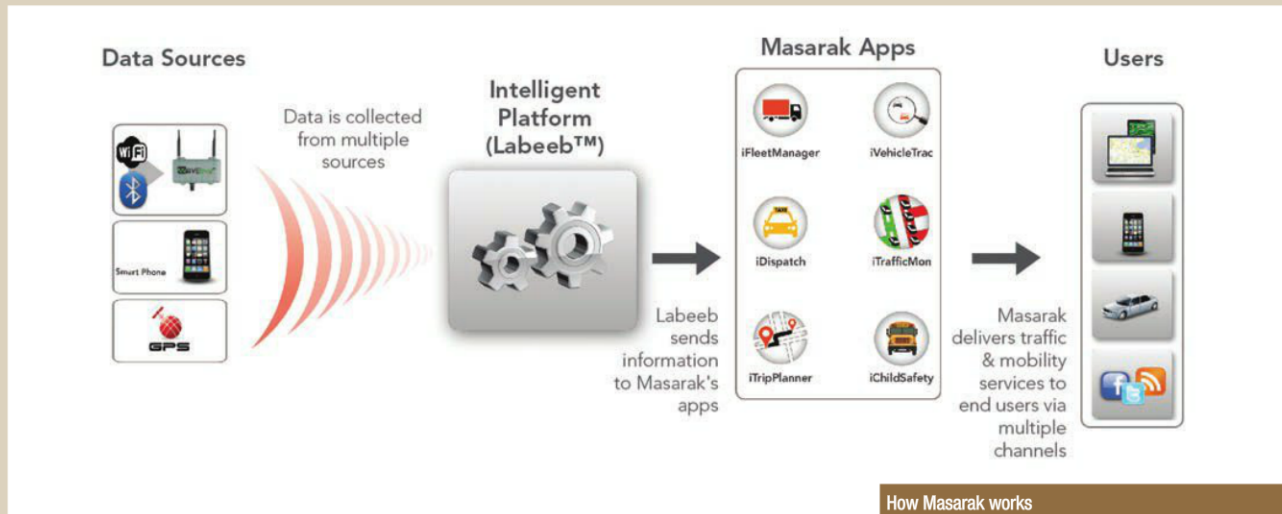 Data Sources
WiFi
Smart Phone
GPS
Data is collected
from multiple
sources
Intelligent
Platform
(Labeeb™)
Labeeb
sends
information
to Masarak's
apps
Masarak Apps
iFleetManager
iVehicleTrac
TAXI
iDispatch
iTrafficMon
iTripPlanner
iChildSafety
Masarak
delivers traffic
& mobility
services to
end users via
multiple
channels
Users
f
How Masarak works